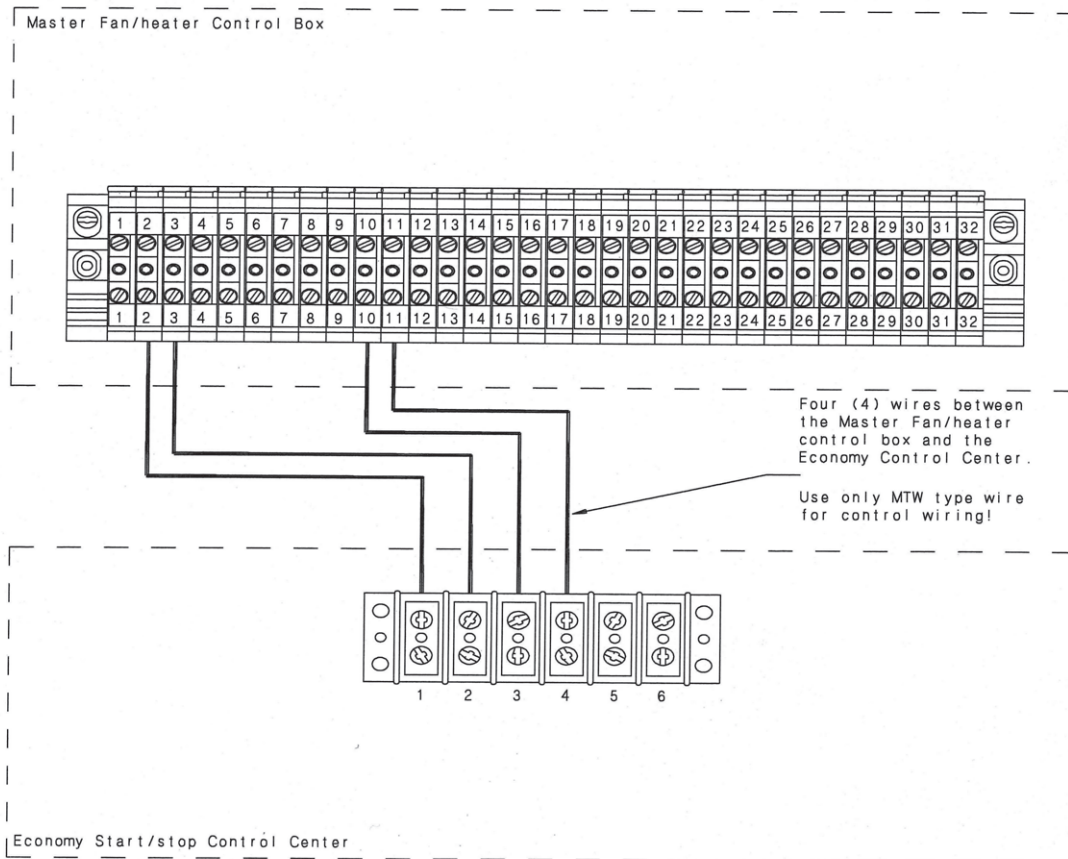 Master Fan/heater Control Box
1 2 3 4 5 6 7 8 9 10 11 12 13 14 15 16 17 18 19 20 21 22 23 24 25 26 27 28 29 30 31 32
1 2 3 4 5 6 7 8 9 10 11 12 13 14 15 16 17 18 19 20 21 22 23 24 25 26 27 28 29 30 31 32
Four (4) wires between
the Master Fan/heater
control box and the
Economy Control Center.
Use only MTW type wire
for control wiring!
1 2 3 4 5 6
Economy Start/stop Control Center